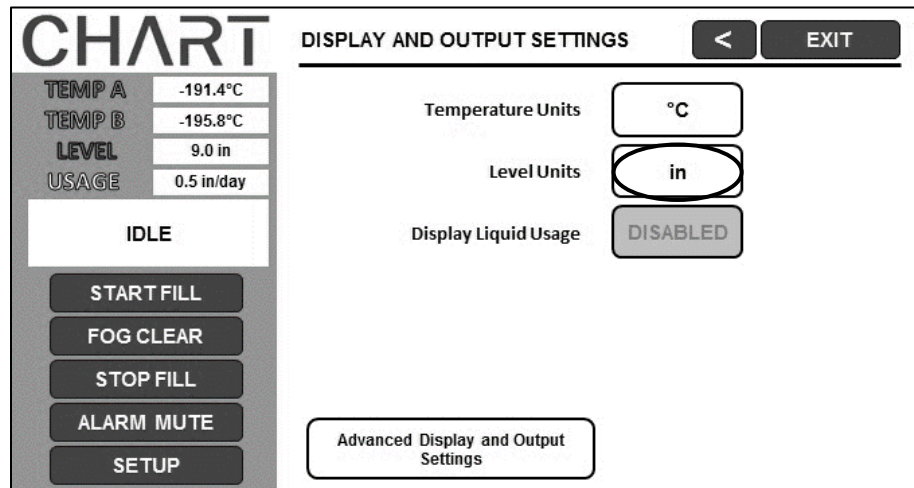 CHART
DISPLAY AND OUTPUT SETTINGS
<
EXIT
TEMP A
-191.4°C
TEMP B
-195.8°C
LEVEL
9.0 in
USAGE
0.5 in/day
IDLE
START FILL
FOG CLEAR
STOP FILL
ALARM MUTE
SETUP
Temperature Units
°C
Level Units
in
Display Liquid Usage
DISABLED
Advanced Display and Output
Settings